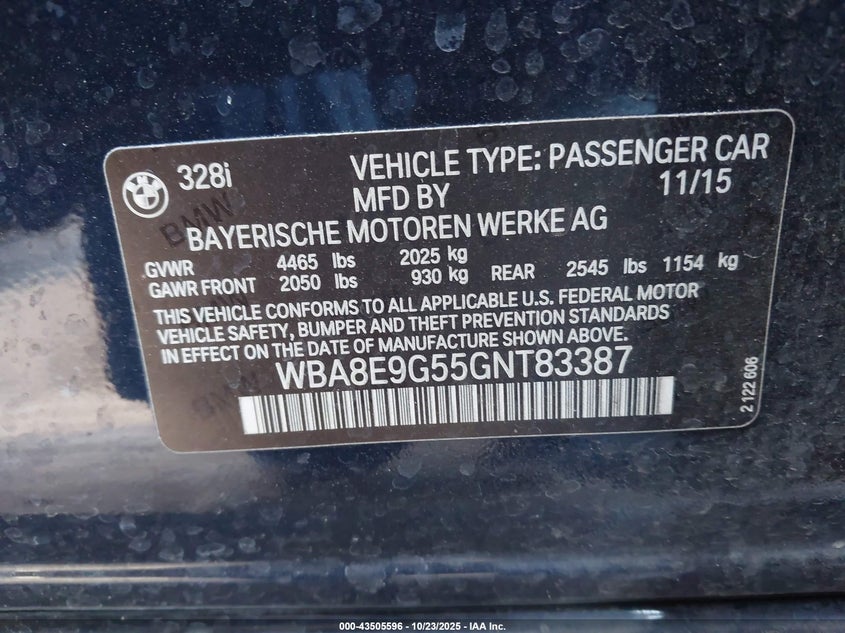 328i
VEHICLE TYPE: PASSENGER CAR
MFD BY 11/15
BMW
BAYERISCHE MOTOREN WERKE AG
GVWR 4465 lbs 2025 kg
GAWR FRONT 2050 lbs 930 kg REAR 2545 lbs 1154 kg
THIS VEHICLE CONFORMS TO ALL APPLICABLE U.S. FEDERAL MOTOR
VEHICLE SAFETY, BUMPER AND THEFT PREVENTION STANDARDS
IN EFFECT ON THE DATE OF MANUFACTURE SHOWN ABOVE.
WBA8E9G55GNT83387
2 122 606
000-43505596 - 10/23/2025 - IAA Inc.